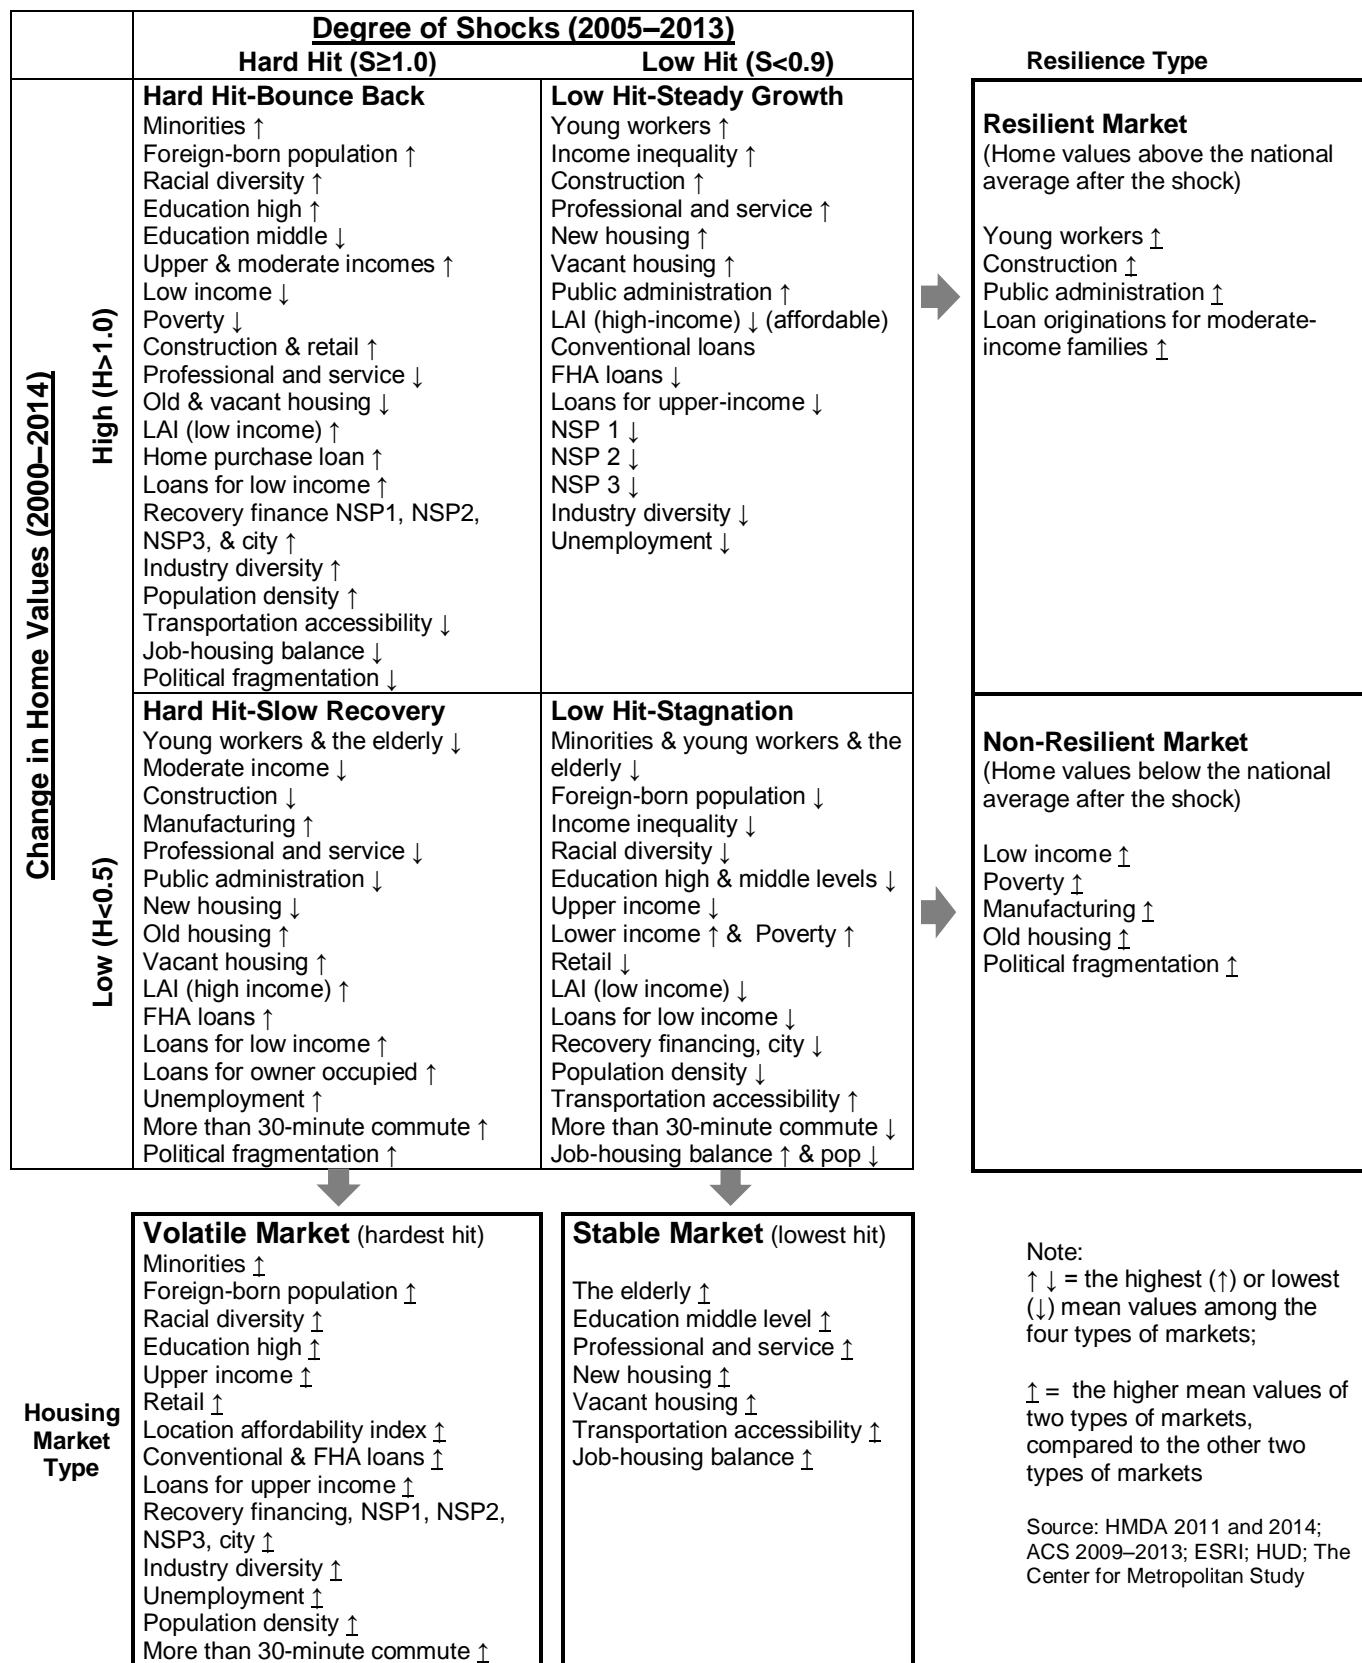 Degree of Shocks (2005–2013)
Hard Hit (S≥1.0)
Low Hit (S<0.9)
Resilience Type
Change in Home Values (2000–2014)
High (H>1.0)
Hard Hit-Bounce Back
Minorities ↑
Foreign-born population ↑
Racial diversity ↑
Education high ↑
Education middle ↓
Upper & moderate incomes ↑
Low income ↓
Poverty ↓
Construction & retail ↑
Professional and service ↓
Old & vacant housing ↓
LAI (low income) ↑
Home purchase loan ↑
Loans for low income ↑
Recovery finance NSP1, NSP2,
NSP3, & city ↑
Industry diversity ↑
Population density ↑
Transportation accessibility ↓
Job-housing balance ↓
Political fragmentation ↓
Low Hit-Steady Growth
Young workers ↑
Income inequality ↑
Construction ↑
Professional and service ↑
New housing ↑
Vacant housing ↑
Public administration ↑
LAI (high-income) ↓ (affordable)
Conventional loans
FHA loans ↓
Loans for upper-income ↓
NSP 1 ↓
NSP 2 ↓
NSP 3 ↓
Industry diversity ↓
Unemployment ↓
Resilient Market
(Home values above the national
average after the shock)
Young workers ↑
Construction ↑
Public administration ↑
Loan originations for moderate-
income families ↑
Low (H<0.5)
Hard Hit-Slow Recovery
Young workers & the elderly ↓
Moderate income ↓
Construction ↓
Manufacturing ↑
Professional and service ↓
Public administration ↓
New housing ↓
Old housing ↑
Vacant housing ↑
LAI (high income) ↑
FHA loans ↑
Loans for low income ↑
Loans for owner occupied ↑
Unemployment ↑
More than 30-minute commute ↑
Political fragmentation ↑
Low Hit-Stagnation
Minorities & young workers & the
elderly ↓
Foreign-born population ↓
Income inequality ↓
Racial diversity ↓
Education high & middle levels ↓
Upper income ↓
Lower income ↑ & Poverty ↑
Retail ↓
LAI (low income) ↓
Loans for low income ↓
Recovery financing, city ↓
Population density ↓
Transportation accessibility ↑
More than 30-minute commute ↓
Job-housing balance ↑ & pop ↓
Non-Resilient Market
(Home values below the national
average after the shock)
Low income ↑
Poverty ↑
Manufacturing ↑
Old housing ↑
Political fragmentation ↑
Housing
Market
Type
Volatile Market (hardest hit)
Minorities ↑
Foreign-born population ↑
Racial diversity ↑
Education high ↑
Upper income ↑
Retail ↑
Location affordability index ↑
Conventional & FHA loans ↑
Loans for upper income ↑
Recovery financing, NSP1, NSP2,
NSP3, city ↑
Industry diversity ↑
Unemployment ↑
Population density ↑
More than 30-minute commute ↑
Stable Market (lowest hit)
The elderly ↑
Education middle level ↑
Professional and service ↑
New housing ↑
Vacant housing ↑
Transportation accessibility ↑
Job-housing balance ↑
Note:
↑ ↓ = the highest (↑) or lowest
(↓) mean values among the
four types of markets;
↑ = the higher mean values of
two types of markets,
compared to the other two
types of markets
Source: HMDA 2011 and 2014;
ACS 2009–2013; ESRI; HUD; The
Center for Metropolitan Study